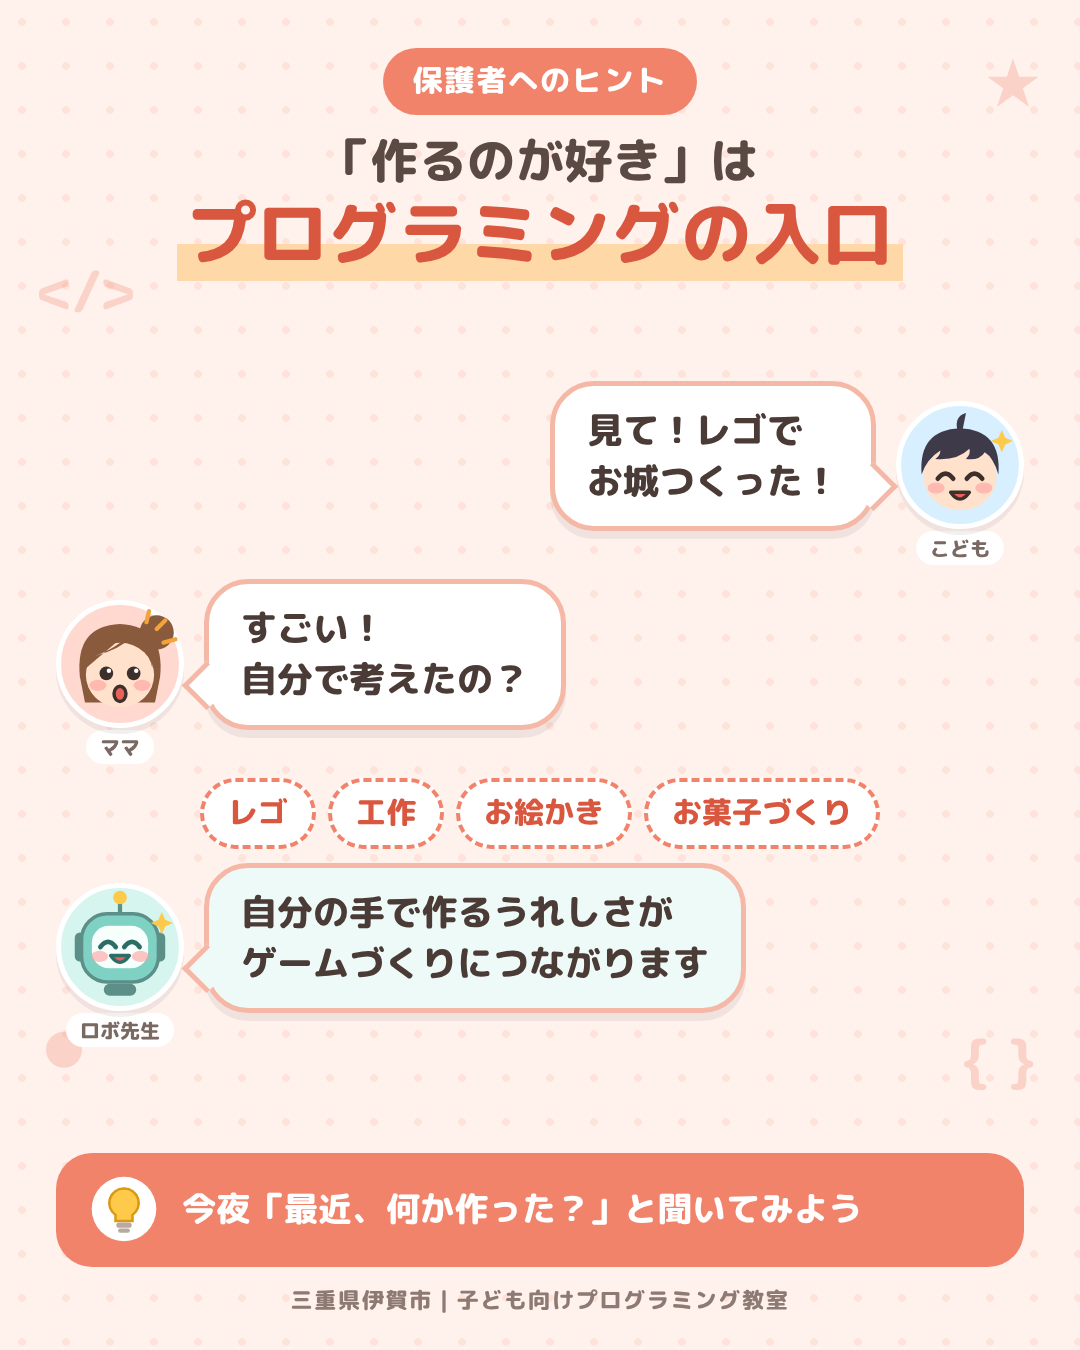 保護者へのヒント
「作るのが好き」は
プログラミングの入口
</>
見て！レゴで
お城つくった！
こども
すごい！
自分で考えたの？
ママ
レゴ
工作
お絵かき
お菓子づくり
自分の手で作るうれしさが
ゲームづくりにつながります
ロボ先生
{ }
今夜「最近、何か作った？」と聞いてみよう
三重県伊賀市｜子ども向けプログラミング教室